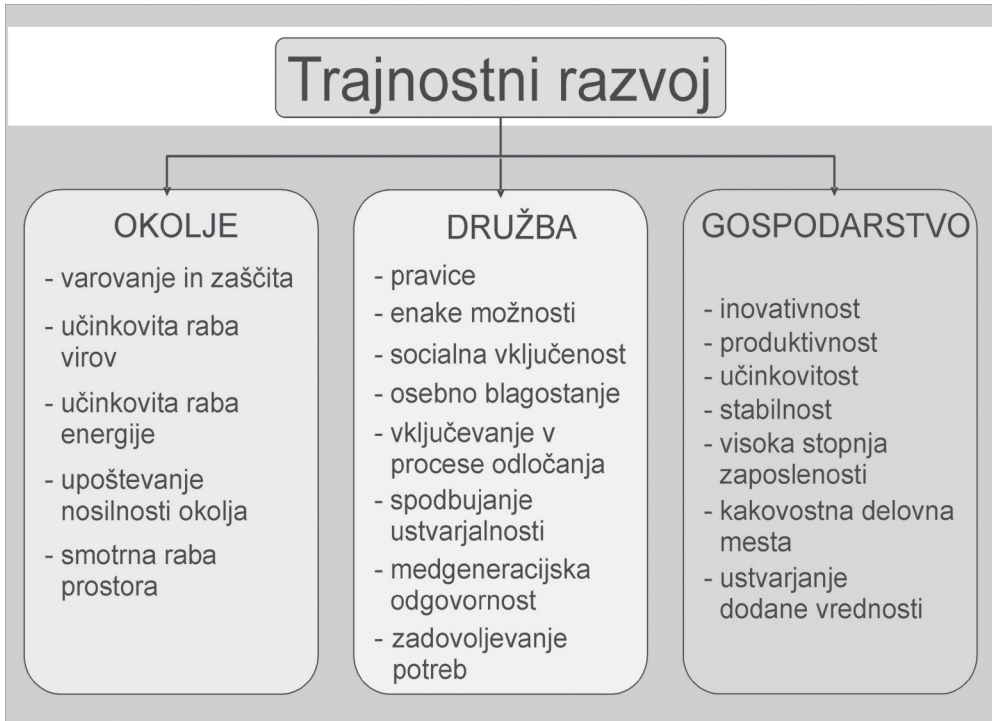 Trajnostni razvoj
OKOLJE
- varovanje in zaščita
- učinkovita raba
virov
- učinkovita raba
energije
- upoštevanje
nosilnosti okolja
- smotrna raba
prostora
DRUŽBA
- pravice
- enake možnosti
- socialna vključenost
- osebno blagostanje
- vključevanje v
procese odločanja
- spodbujanje
ustvarjalnosti
- medgeneracijska
odgovornost
- zadovoljevanje
potreb
GOSPODARSTVO
- inovativnost
- produktivnost
- učinkovitost
- stabilnost
- visoka stopnja
zaposlenosti
- kakovostna delovna
mesta
- ustvarjanje
dodane vrednosti